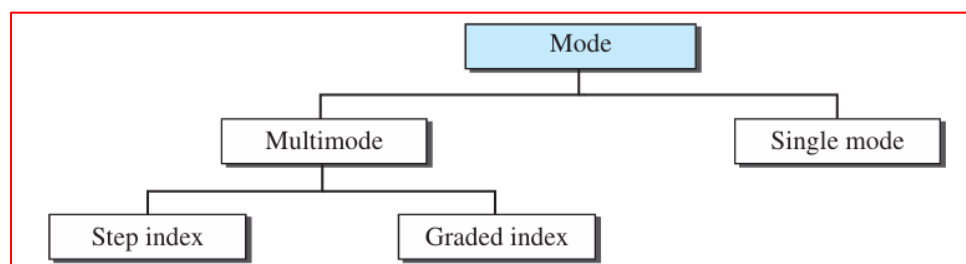 Mode
Multimode
Single mode
Step index
Graded index